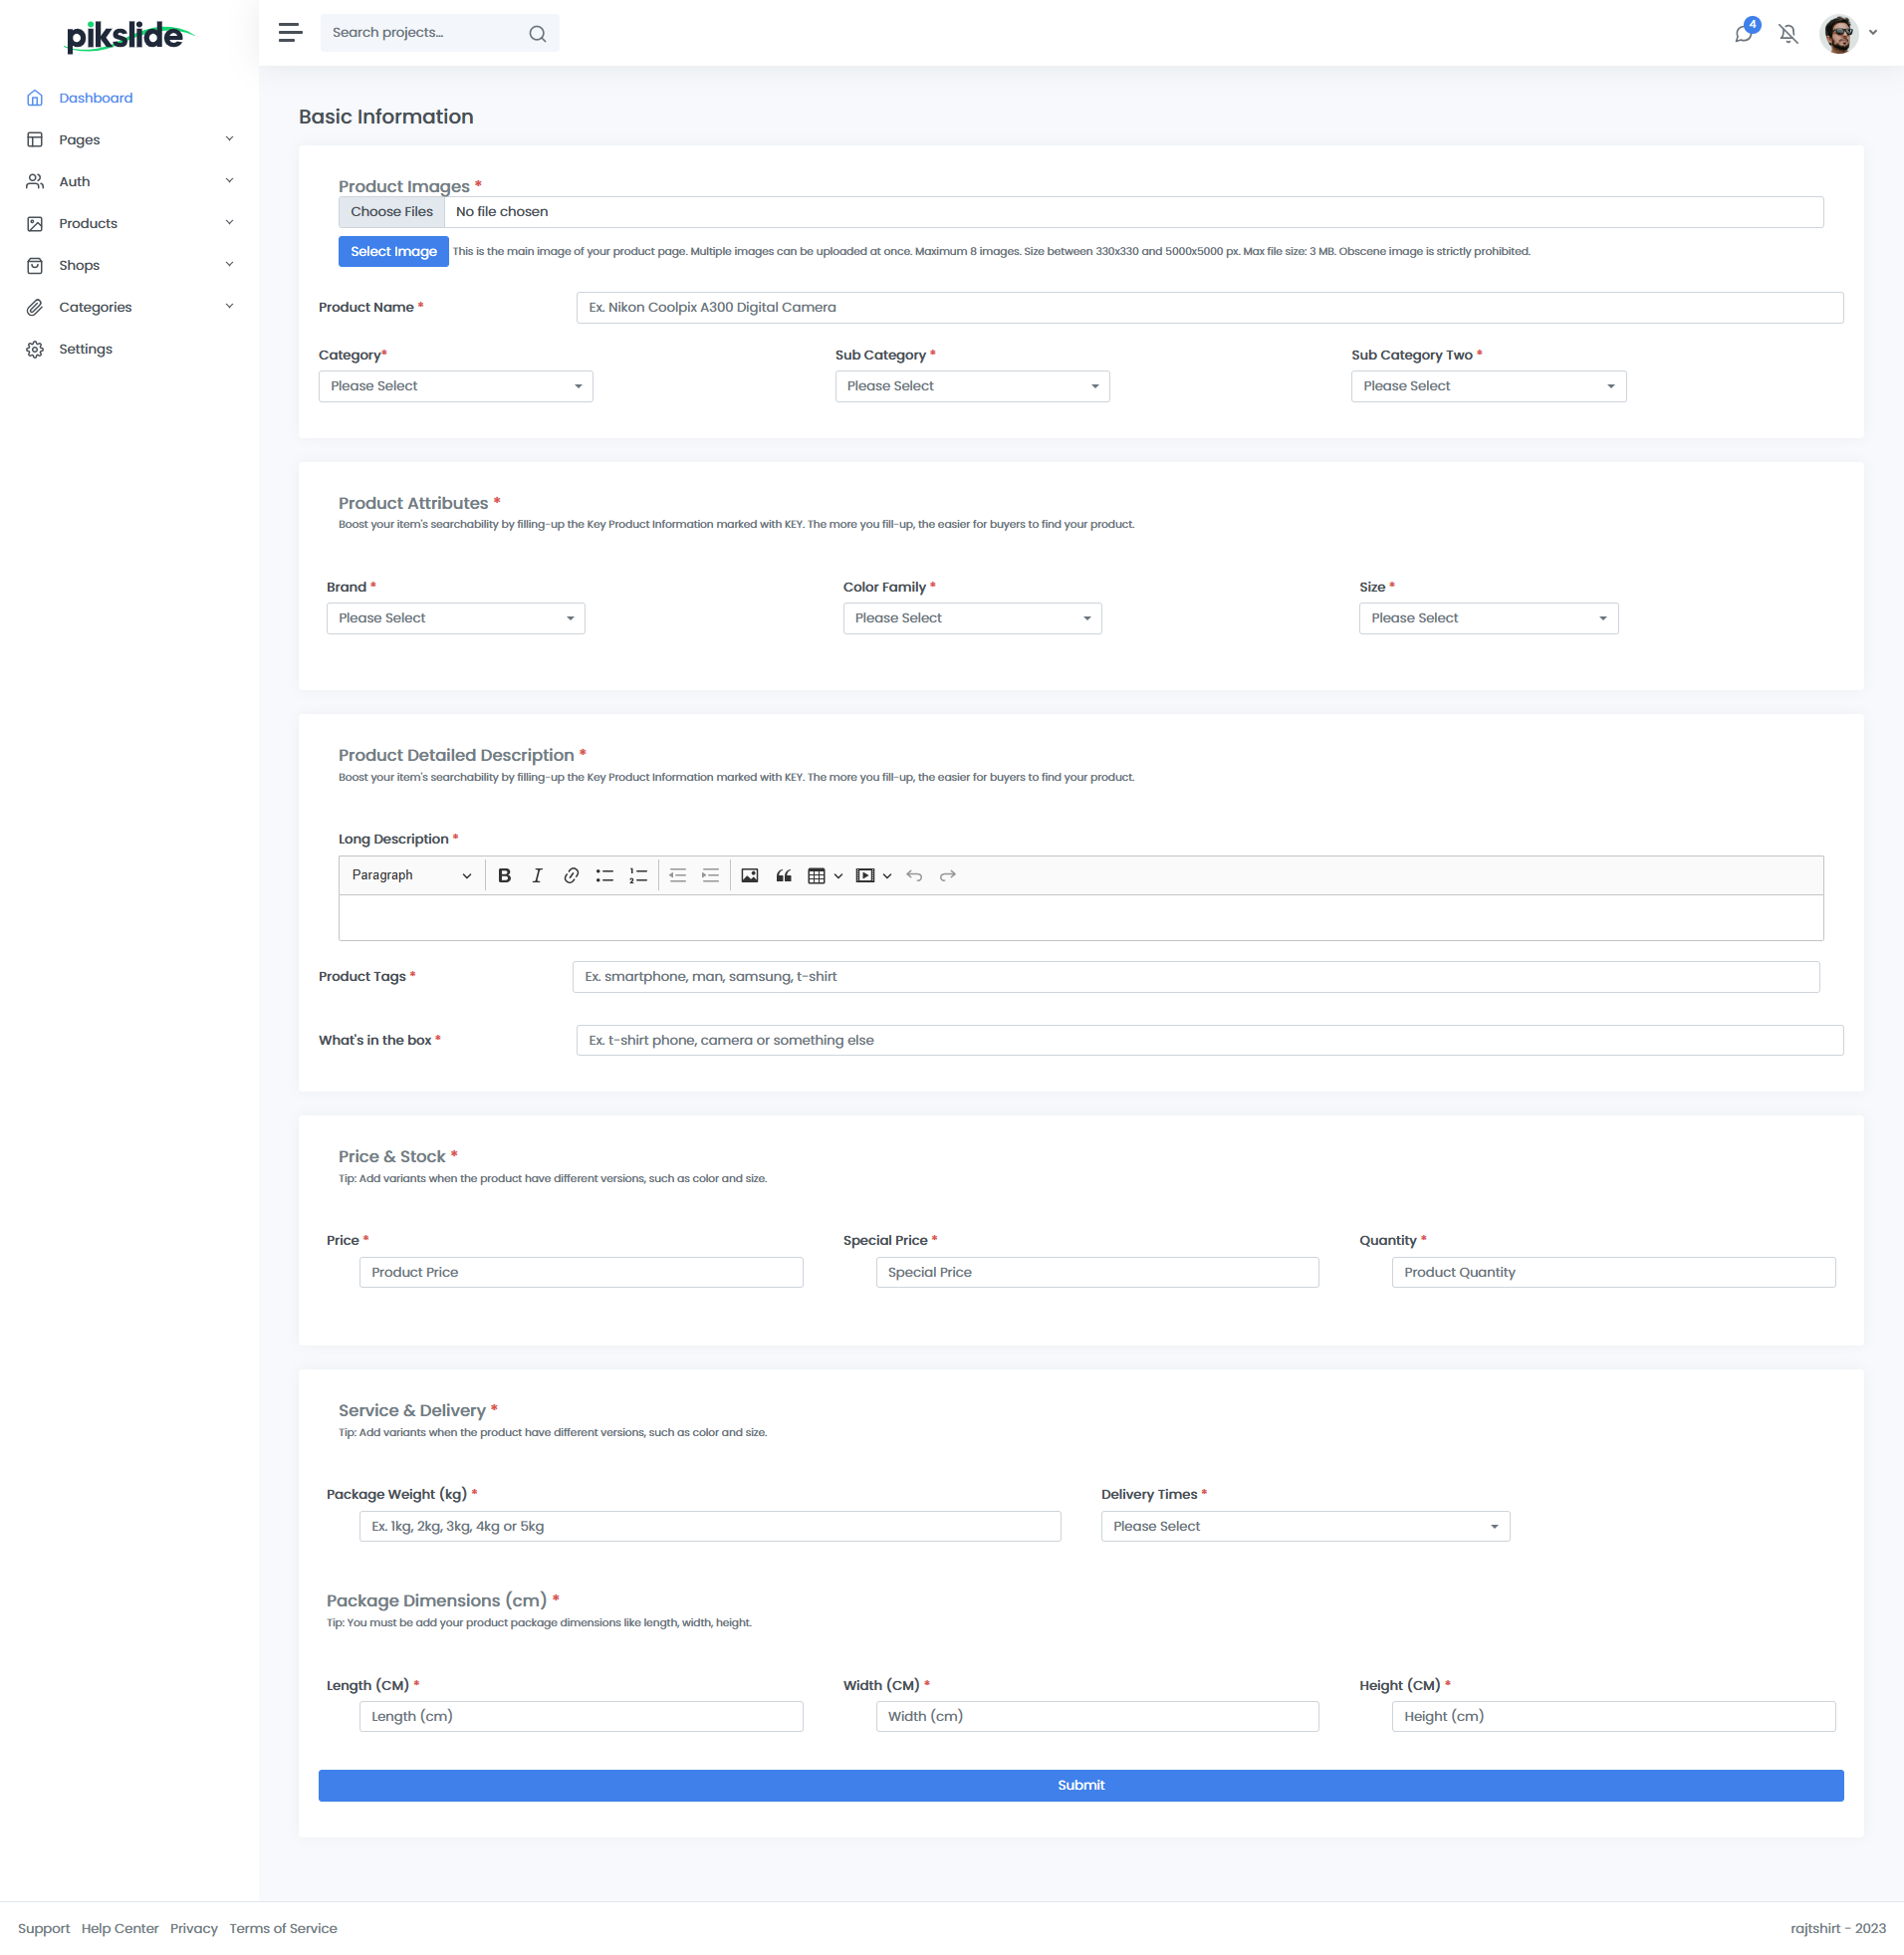 pikslide
Search projects...
4
Dashboard
Pages
Auth
Products
Shops
Categories
Settings
Basic Information
Product Images *
Choose Files No file chosen
Select Image This is the main image of your product page. Multiple images can be uploaded at once. Maximum 8 images. Size between 330x330 and 5000x5000 px. Max file size: 3 MB. Obscene image is strictly prohibited.
Product Name * Ex. Nikon Coolpix A300 Digital Camera
Category* Sub Category * Sub Category Two *
Please Select Please Select Please Select
Product Attributes *
Boost your item's searchability by filling-up the Key Product Information marked with KEY. The more you fill-up, the easier for buyers to find your product.
Brand * Color Family * Size *
Please Select Please Select Please Select
Product Detailed Description *
Boost your item's searchability by filling-up the Key Product Information marked with KEY. The more you fill-up, the easier for buyers to find your product.
Long Description *
Paragraph
Product Tags * Ex. smartphone, man, samsung, t-shirt
What's in the box * Ex. t-shirt phone, camera or something else
Price & Stock *
Tip: Add variants when the product have different versions, such as color and size.
Price * Special Price * Quantity *
Product Price Special Price Product Quantity
Service & Delivery *
Tip: Add variants when the product have different versions, such as color and size.
Package Weight (kg) * Delivery Times *
Ex. 1kg, 2kg, 3kg, 4kg or 5kg Please Select
Package Dimensions (cm) *
Tip: You must be add your product package dimensions like length, width, height.
Length (CM) * Width (CM) * Height (CM) *
Length (cm) Width (cm) Height (cm)
Submit
Support Help Center Privacy Terms of Service rajtshirt - 2023